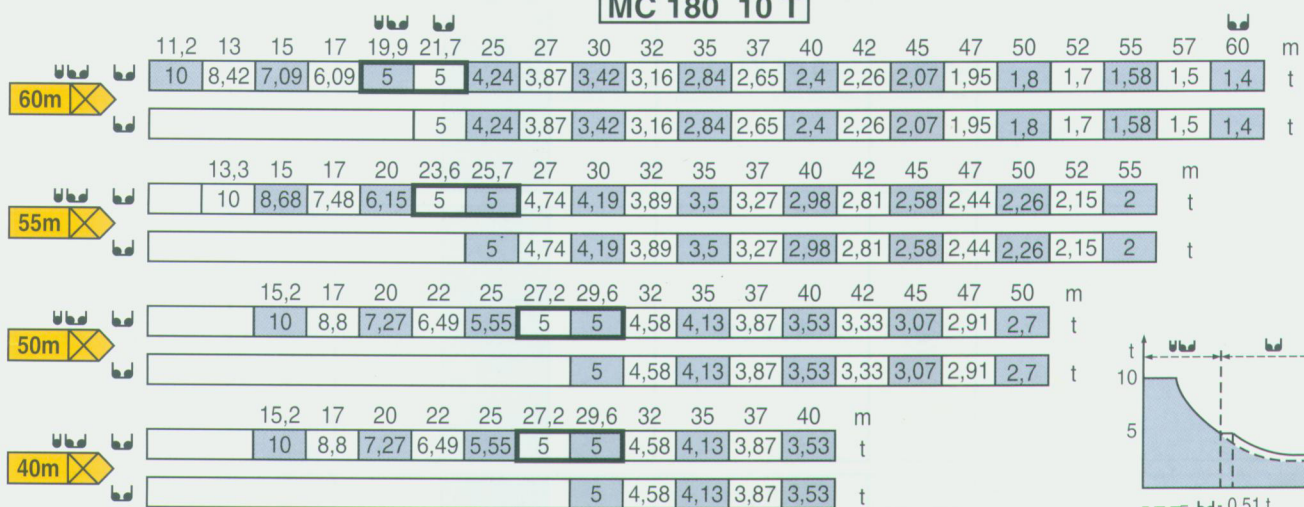 MC 180 10 T
11,2 13 15 17 19,9 21,7 25 27 30 32 35 37 40 42 45 47 50 52 55 57 60 m
60m 10 8,42 7,09 6,09 5 5 4,24 3,87 3,42 3,16 2,84 2,65 2,4 2,26 2,07 1,95 1,8 1,7 1,58 1,5 1,4 t
5 4,24 3,87 3,42 3,16 2,84 2,65 2,4 2,26 2,07 1,95 1,8 1,7 1,58 1,5 1,4 t
13,3 15 17 20 23,6 25,7 27 30 32 35 37 40 42 45 47 50 52 55 m
55m 10 8,68 7,48 6,15 5 5 4,74 4,19 3,89 3,5 3,27 2,98 2,81 2,58 2,44 2,26 2,15 2 t
5 4,74 4,19 3,89 3,5 3,27 2,98 2,81 2,58 2,44 2,26 2,15 2 t
15,2 17 20 22 25 27,2 29,6 32 35 37 40 42 45 47 50 m
50m 10 8,8 7,27 6,49 5,55 5 5 4,58 4,13 3,87 3,53 3,33 3,07 2,91 2,7 t
5 4,58 4,13 3,87 3,53 3,33 3,07 2,91 2,7 t
15,2 17 20 22 25 27,2 29,6 32 35 37 40 m
40m 10 8,8 7,27 6,49 5,55 5 5 4,58 4,13 3,87 3,53 t
5 4,58 4,13 3,87 3,53 t
t
10
5
- 0,51 t